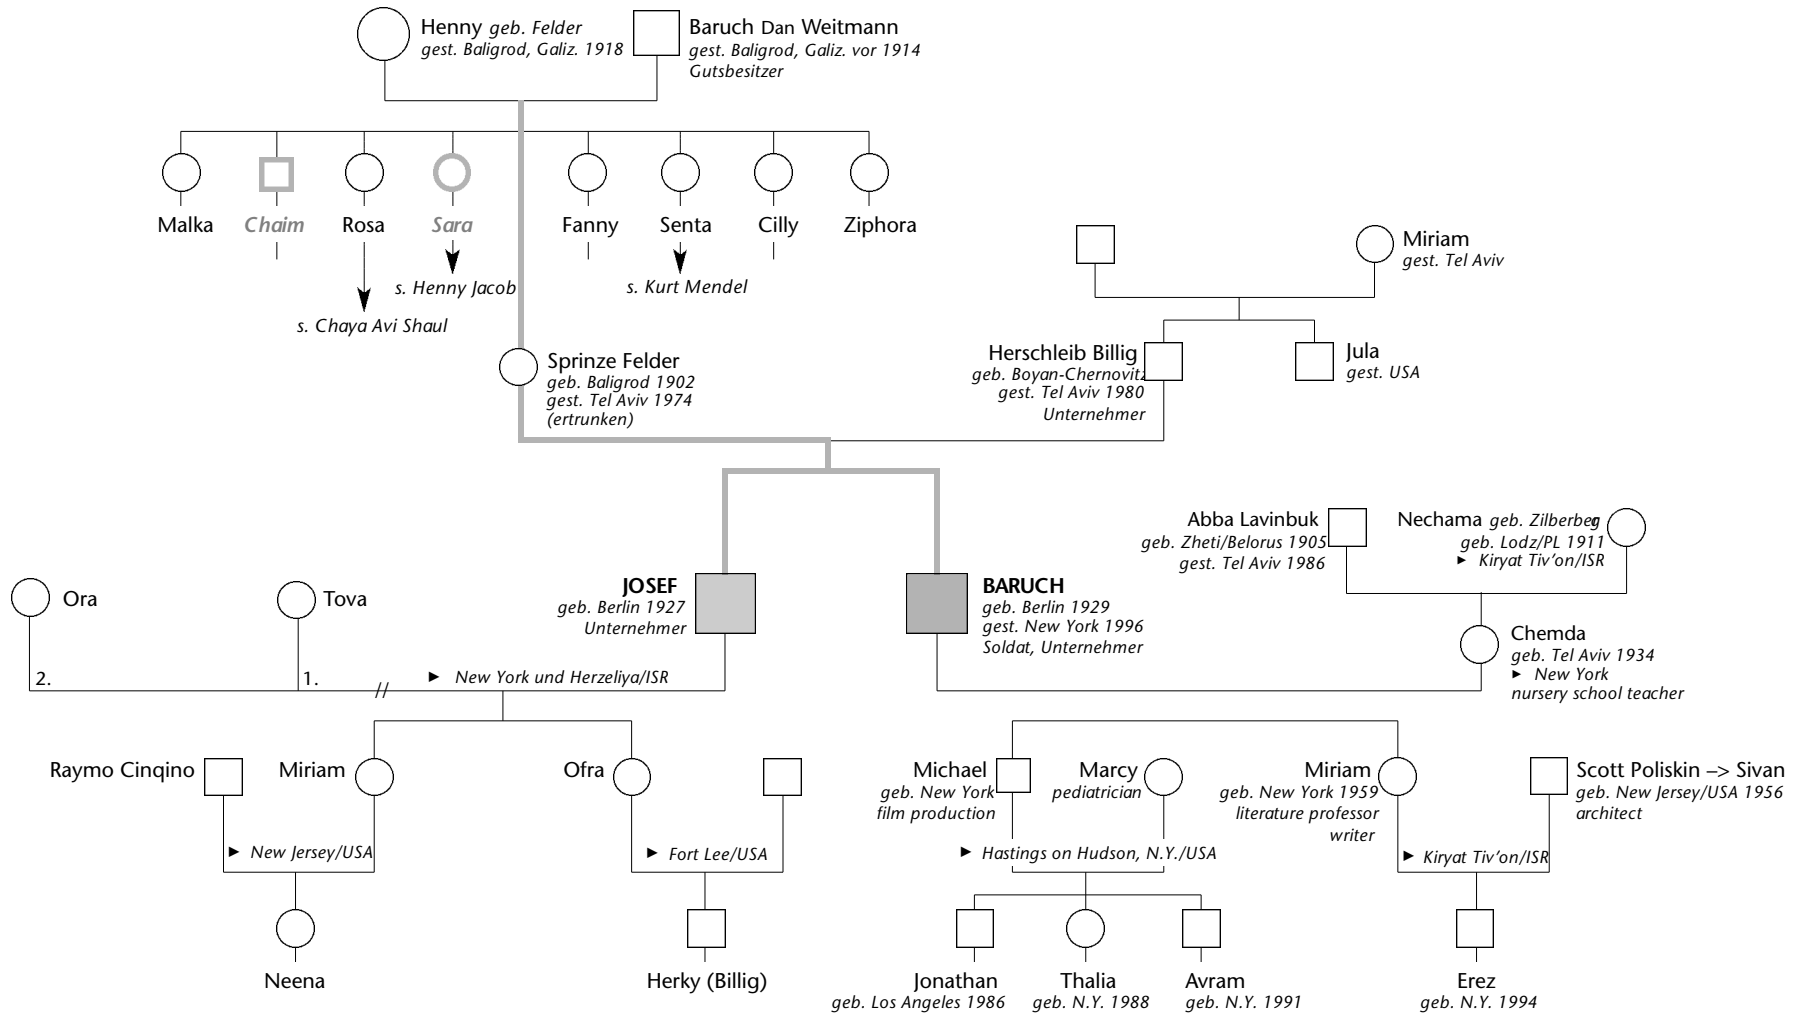 Henny geb. Felder
gest. Baligrod, Galiz. 1918
Baruch Dan Weitmann
gest. Baligrod, Galiz. vor 1914
Gutsbesitzer
Malka
Chaim
Rosa
Sara
Fanny
Senta
Cilly
Ziphora
s. Henny Jacob
s. Kurt Mendel
s. Chaya Avi Shaul
Miriam
gest. Tel Aviv
Sprinze Felder
geb. Baligrod 1902
gest. Tel Aviv 1974
(ertrunken)
Herschleib Billig
geb. Boyan-Chernovitz
gest. Tel Aviv 1980
Unternehmer
Jula
gest. USA
Abba Lavinbuk
geb. Zheti/Belorus 1905
gest. Tel Aviv 1986
Nechama geb. Zilberberg
geb. Lodz/PL 1911
► Kiryat Tiv’on/ISR
Ora
Tova
JOSEF
geb. Berlin 1927
Unternehmer
BARUCH
geb. Berlin 1929
gest. New York 1996
Soldat, Unternehmer
Chemda
geb. Tel Aviv 1934
► New York
nursery school teacher
2.
1.
► New York und Herzeliya/ISR
Raymo Cinqino
Miriam
Ofra
Michael
geb. New York
film production
Marcy
pediatrician
Miriam
geb. New York 1959
literature professor
writer
Scott Poliskin –> Sivan
geb. New Jersey/USA 1956
architect
► New Jersey/USA
► Fort Lee/USA
► Hastings on Hudson, N.Y./USA
► Kiryat Tiv’on/ISR
Neena
Herky (Billig)
Jonathan
geb. Los Angeles 1986
Thalia
geb. N.Y. 1988
Avram
geb. N.Y. 1991
Erez
geb. N.Y. 1994